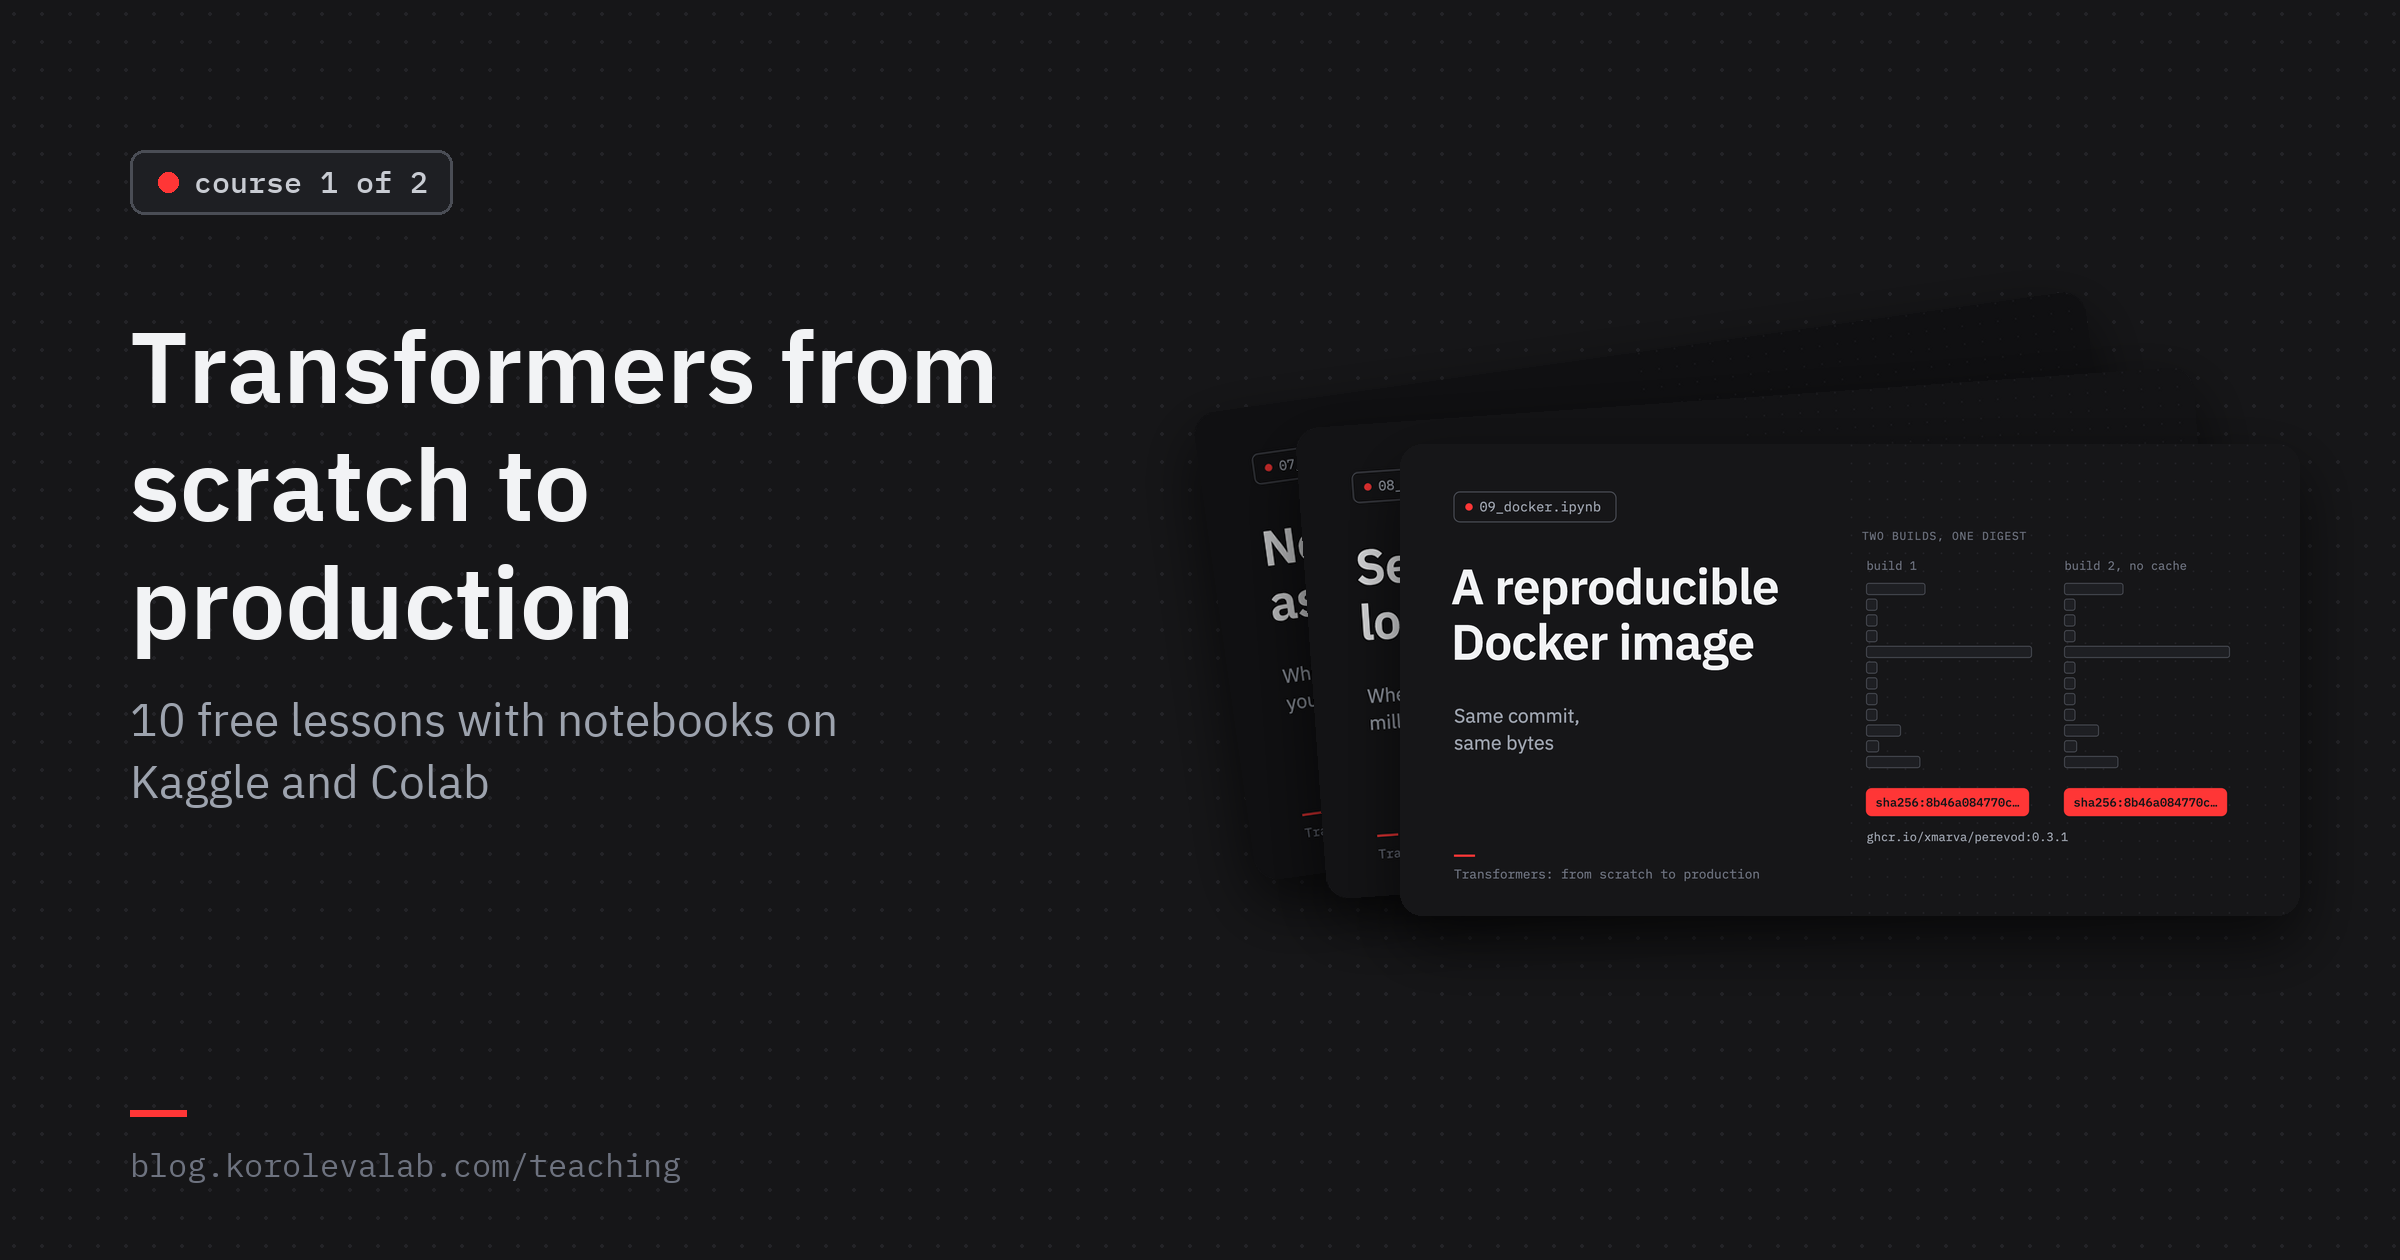 course 1 of 2
Transformers from
scratch to
production
10 free lessons with notebooks on
Kaggle and Colab
blog.korolevalab.com/teaching
07_
08_
09_docker.ipynb
A reproducible
Docker image
Same commit,
same bytes
Transformers: from scratch to production
TWO BUILDS, ONE DIGEST
build 1
build 2, no cache
sha256:8b46a084770c…
sha256:8b46a084770c…
ghcr.io/xmarva/perevod:0.3.1